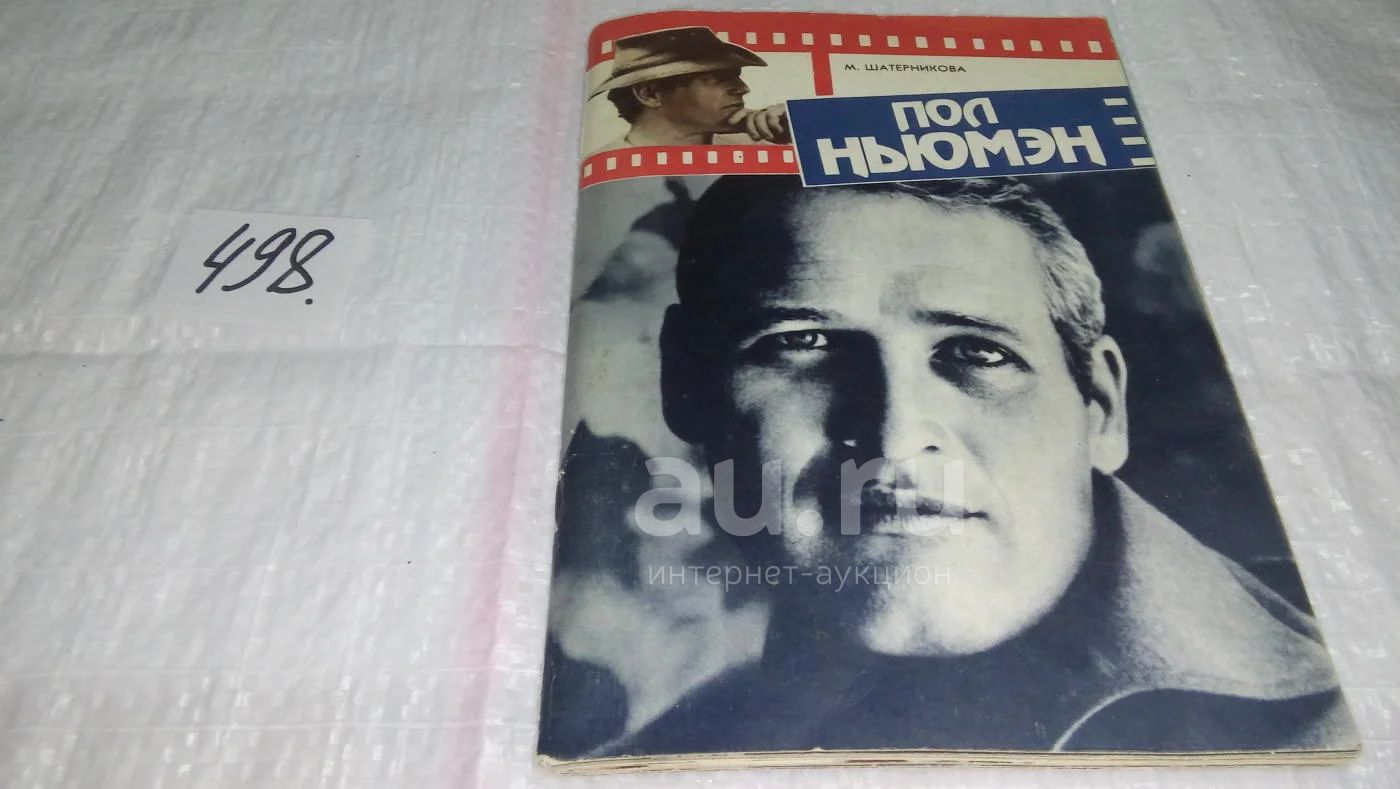 М. ШАТЕРНИКОВА
ПОЛ
НЬЮМЭН
498.
au.ru
интернет-аукцион